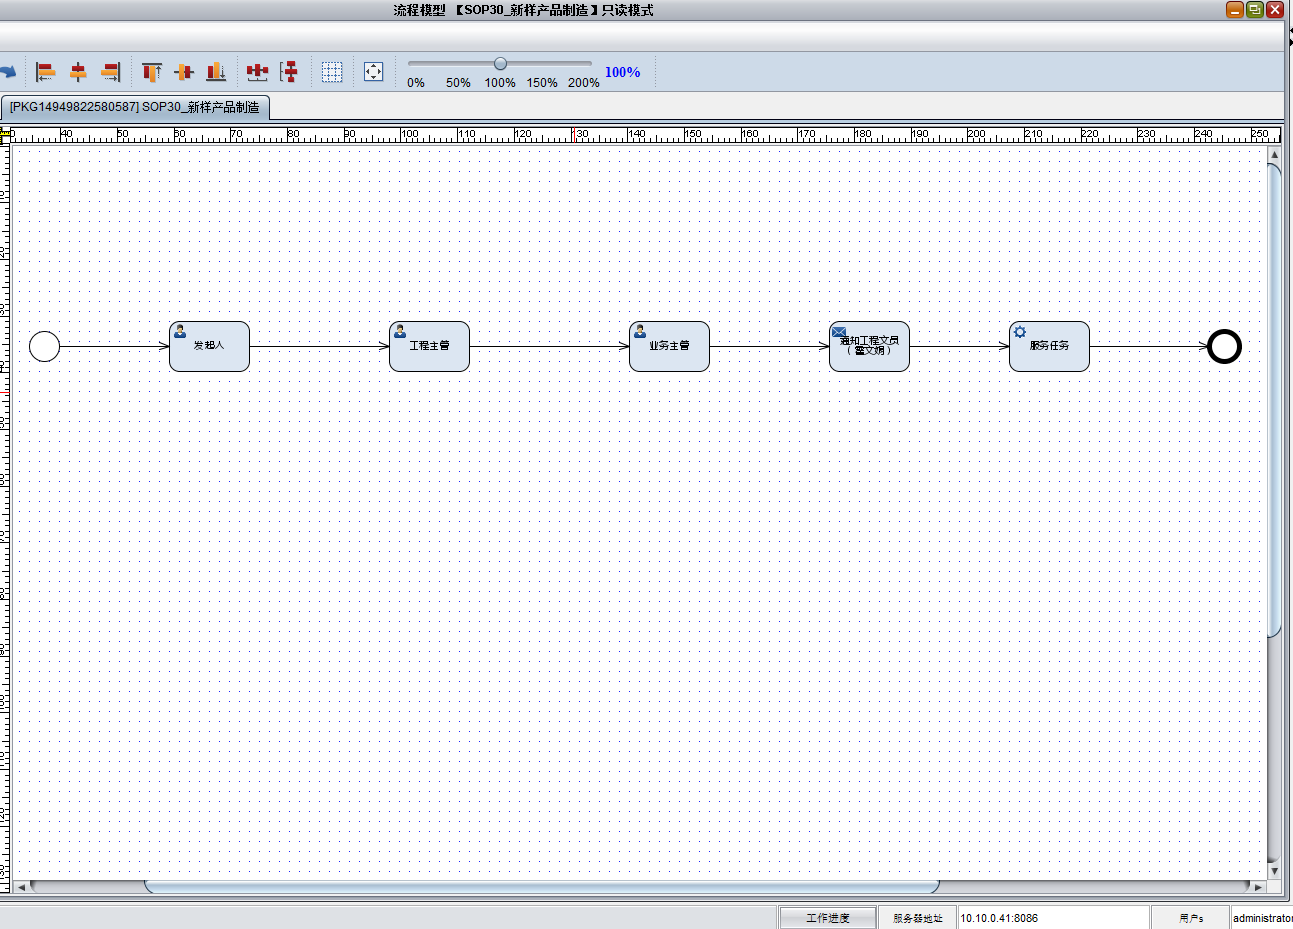 流程模型 【SOP30_新样产品制造】只读模式
0% 50% 100% 150% 200% 100%
[PKG14949822580587] SOP30_新样产品制造
40 50 60 70 80 90 100 110 120 130 140 150 160 170 180 190 200 210 220 230 240 250
发起人
工程主管
业务主管
通知工程文员
服务任务
工作进度 服务器地址 10.10.0.41:8086 用户s administrator